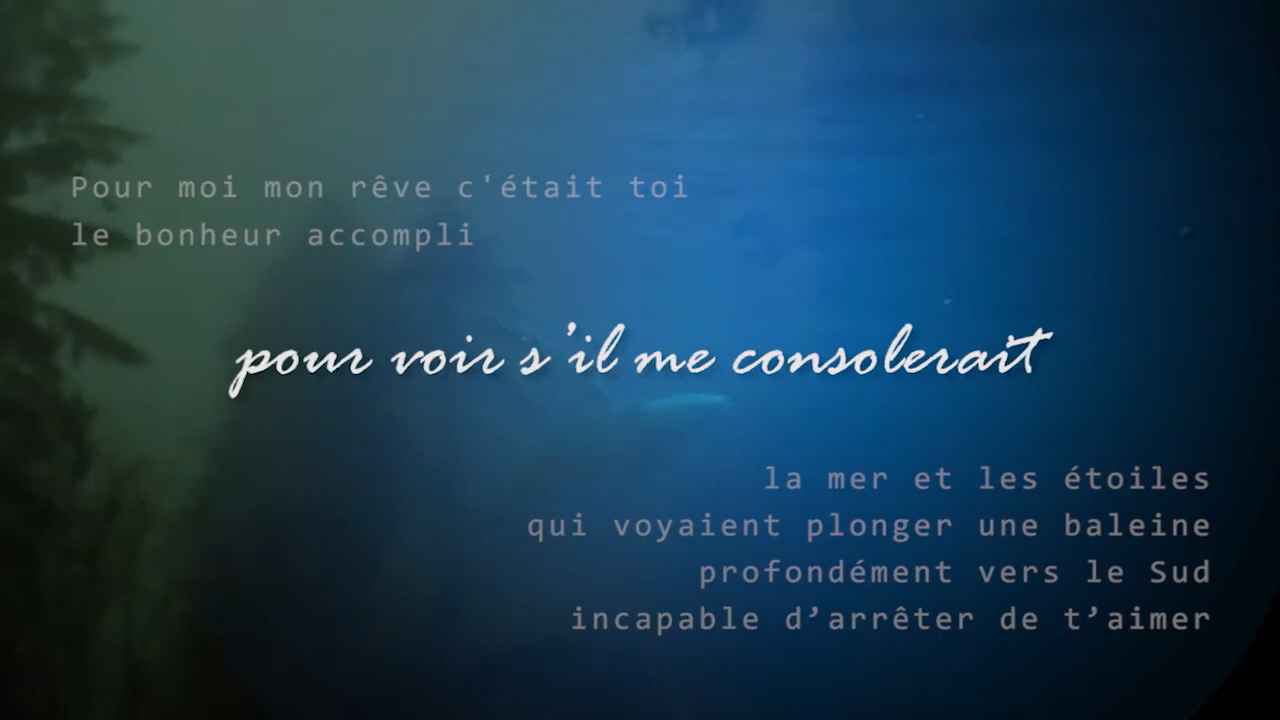 Pour moi mon rêve c'était toi
le bonheur accompli
pour voir s’il me consolerait
la mer et les étoiles
qui voyaient plonger une baleine
profondément vers le Sud
incapable d’arrêter de t’aimer